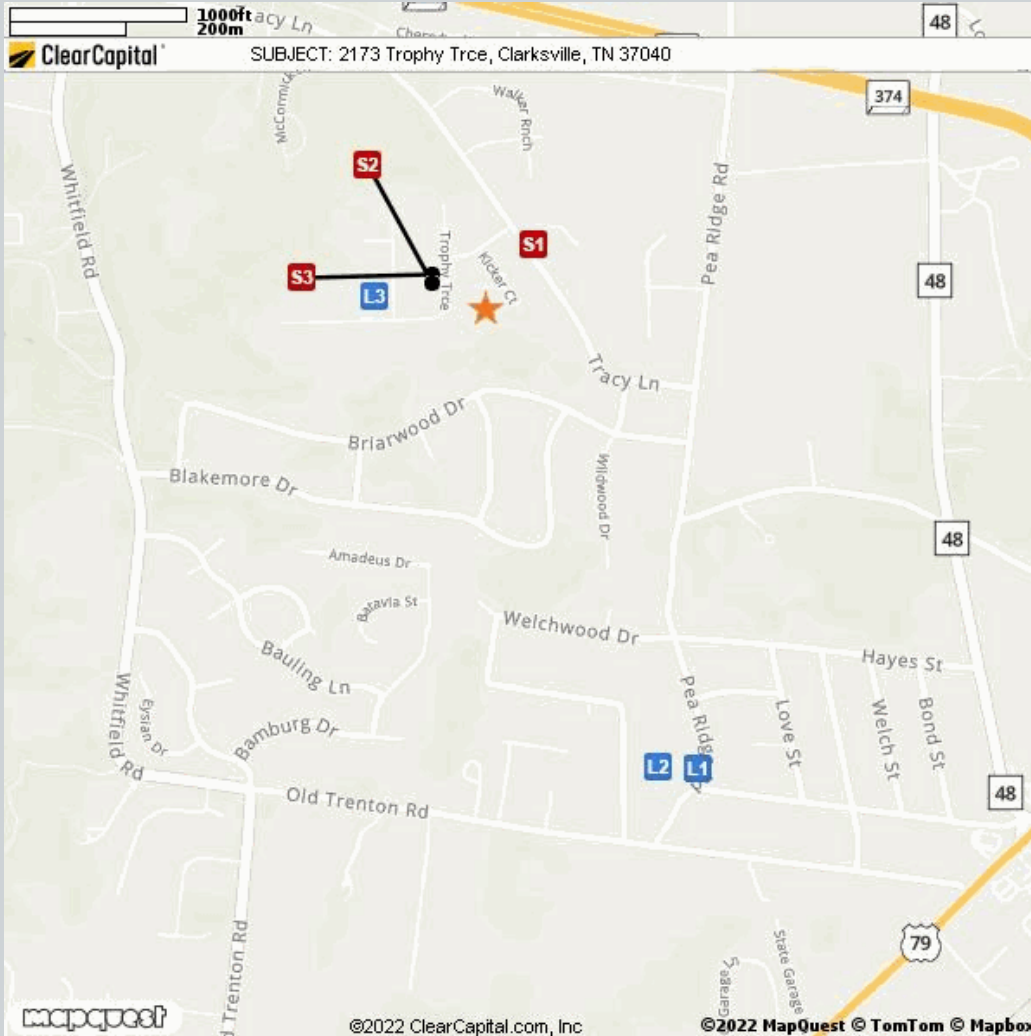 1000ft
200m
Tracy Ln
48
ClearCapital
SUBJECT: 2173 Trophy Trce, Clarksville, TN 37040
374
McCormick
Walker Rnch
Whitfield Rd
S2
Pea Ridge Rd
Trophy Trce
S1
Kicker Ct
S3
L3
48
Tracy Ln
Briarwood Dr
Blakemore Dr
Wildwood Dr
48
Amadeus Dr
Batavia St
Welchwood Dr
Hayes St
Bauling Ln
Whitfield Rd
Eysian Dr
Bamburg Dr
Pea Ridge
Love St
Welch St
Bond St
L2
L1
48
Old Trenton Rd
d Trenton Rd
79
State Garage
Garage S
mapquest
©2022 ClearCapital.com, Inc
©2022 MapQuest © TomTom © Mapbox